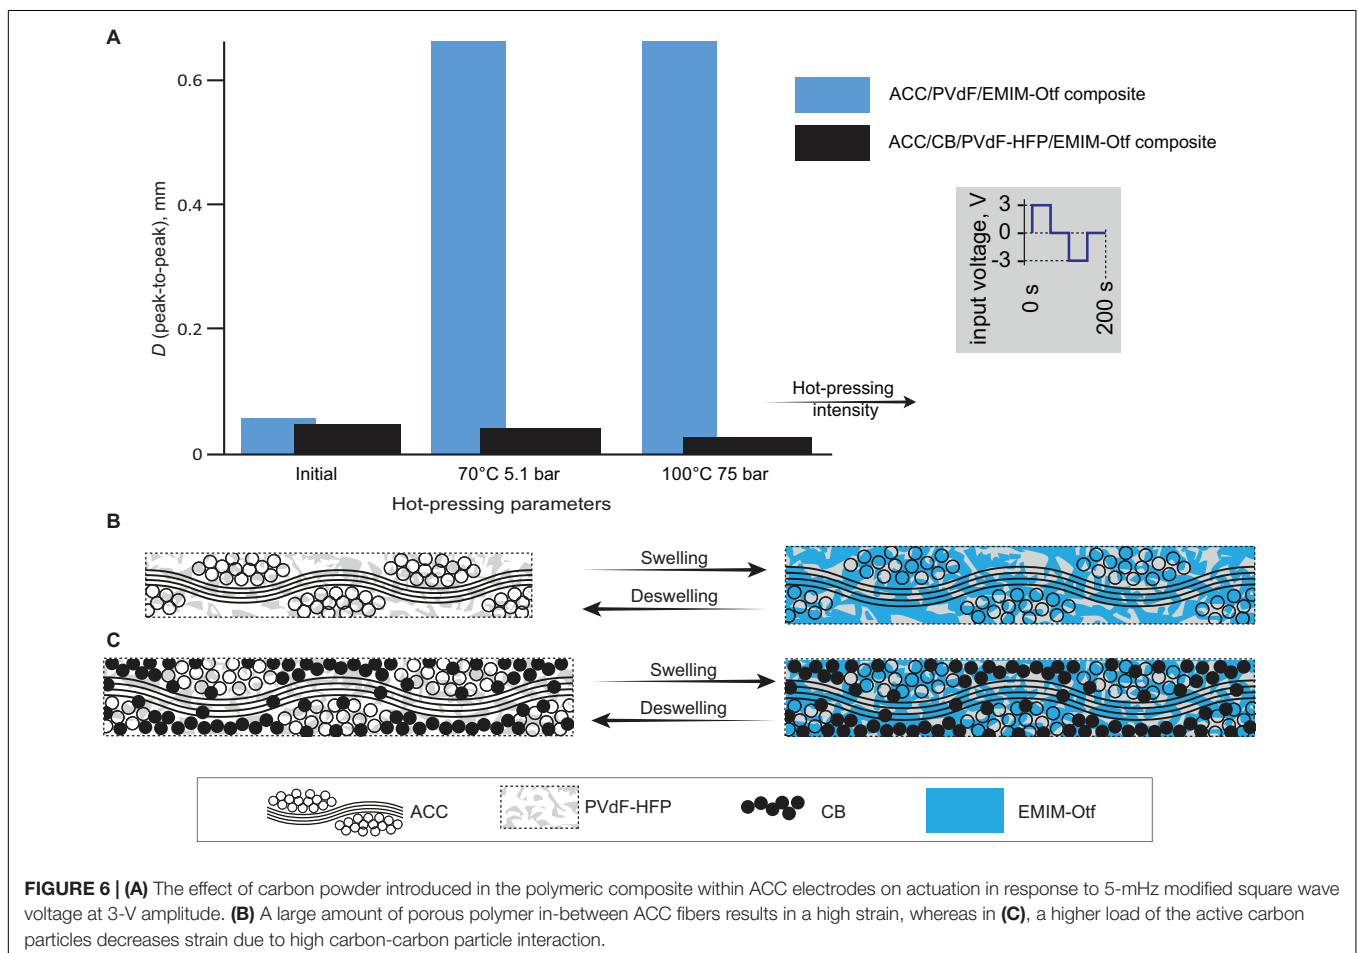 A
0.6
0.4
0.2
0
D (peak-to-peak), mm
Initial
70°C 5.1 bar
100°C 75 bar
Hot-pressing parameters
ACC/PVdF/EMIM-Otf composite
ACC/CB/PVdF-HFP/EMIM-Otf composite
input voltage, V
3
0
-3
0 s
200 s
Hot-pressing
intensity
B
Swelling
Deswelling
C
Swelling
Deswelling
ACC
PVdF-HFP
CB
EMIM-Otf
FIGURE 6 | (A) The effect of carbon powder introduced in the polymeric composite within ACC electrodes on actuation in response to 5-mHz modified square wave
voltage at 3-V amplitude. (B) A large amount of porous polymer in-between ACC fibers results in a high strain, whereas in (C), a higher load of the active carbon
particles decreases strain due to high carbon-carbon particle interaction.